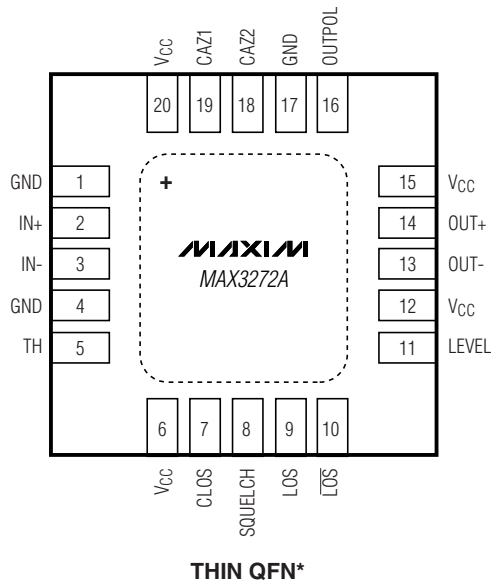 VCC
CAZ1
CAZ2
GND
OUTPOL
20
19
18
17
16
GND 1
IN+ 2
IN- 3
GND 4
TH 5
+
MAXIM
MAX3272A
15 VCC
14 OUT+
13 OUT-
12 VCC
11 LEVEL
6
7
8
9
10
VCC
CLOS
SQUELCH
LOS
L̅O̅S̅
THIN QFN*